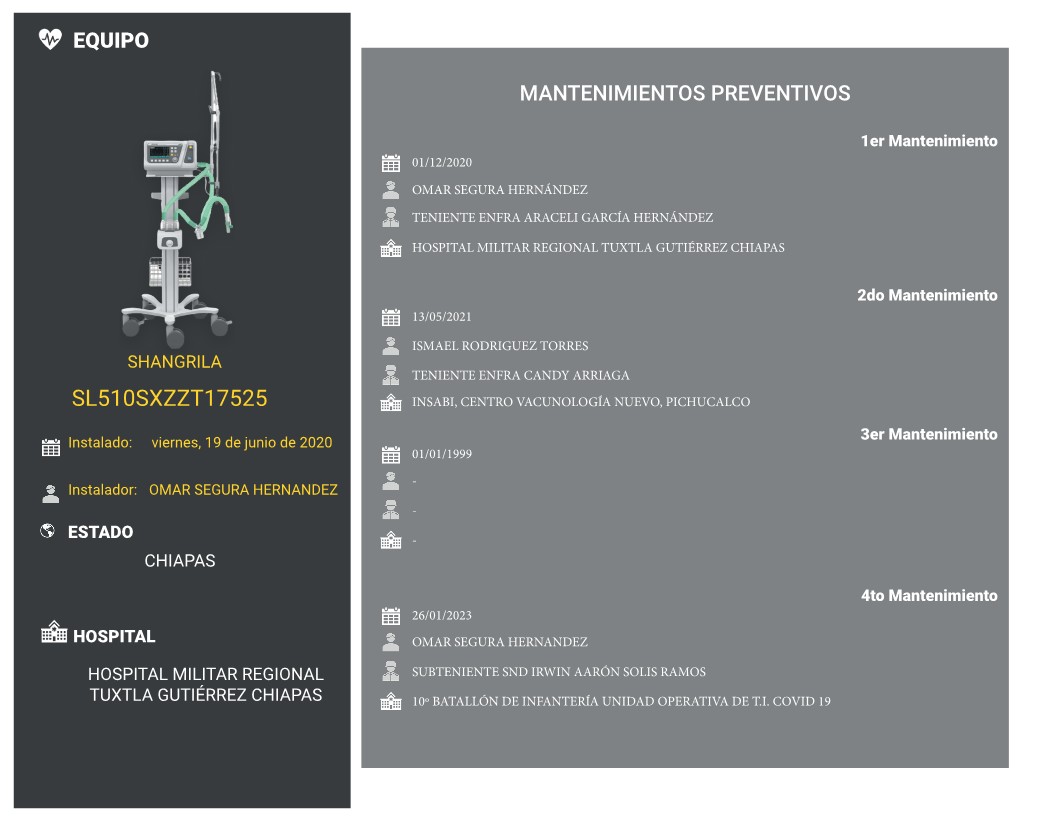 EQUIPO
SHANGRILA
SL510SXZZT17525
Instalado: viernes, 19 de junio de 2020
Instalador: OMAR SEGURA HERNANDEZ
ESTADO
CHIAPAS
HOSPITAL
HOSPITAL MILITAR REGIONAL
TUXTLA GUTIÉRREZ CHIAPAS
MANTENIMIENTOS PREVENTIVOS
1er Mantenimiento
01/12/2020
OMAR SEGURA HERNÁNDEZ
TENIENTE ENFRA ARACELI GARCÍA HERNÁNDEZ
HOSPITAL MILITAR REGIONAL TUXTLA GUTIÉRREZ CHIAPAS
2do Mantenimiento
13/05/2021
ISMAEL RODRIGUEZ TORRES
TENIENTE ENFRA CANDY ARRIAGA
INSABI, CENTRO VACUNOLOGÍA NUEVO, PICHUCALCO
3er Mantenimiento
01/01/1999
-
-
-
4to Mantenimiento
26/01/2023
OMAR SEGURA HERNANDEZ
SUBTENIENTE SND IRWIN AARÓN SOLIS RAMOS
10º BATALLÓN DE INFANTERÍA UNIDAD OPERATIVA DE T.I. COVID 19